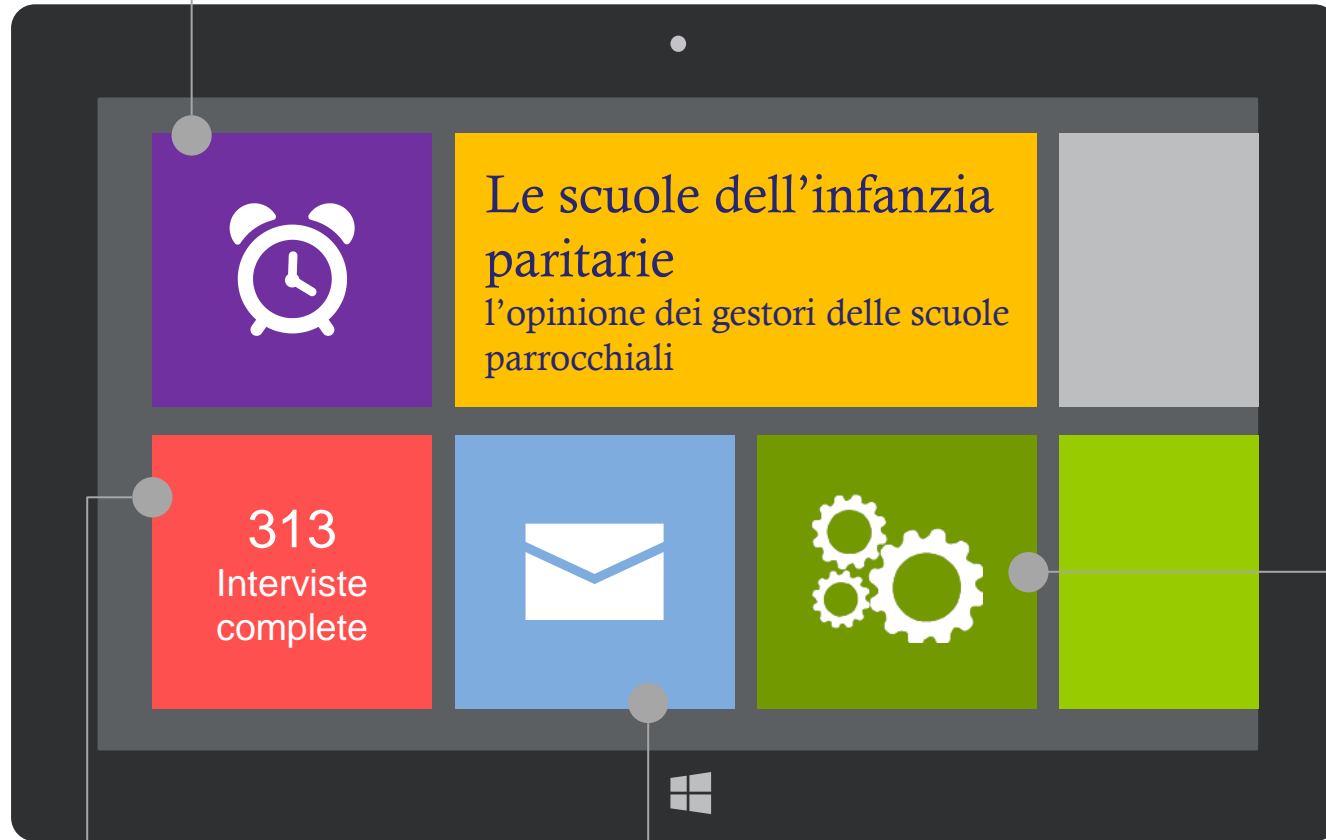 Le scuole dell’infanzia
paritarie
l’opinione dei gestori delle scuole
parrocchiali
313
Interviste
complete